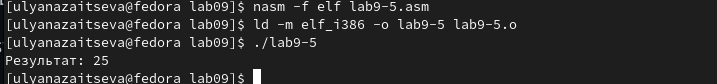 [ulyanazaitseva@fedora lab09]$ nasm -f elf lab9-5.asm
[ulyanazaitseva@fedora lab09]$ ld -m elf_i386 -o lab9-5 lab9-5.o
[ulyanazaitseva@fedora lab09]$ ./lab9-5
Результат: 25
[ulyanazaitseva@fedora lab09]$